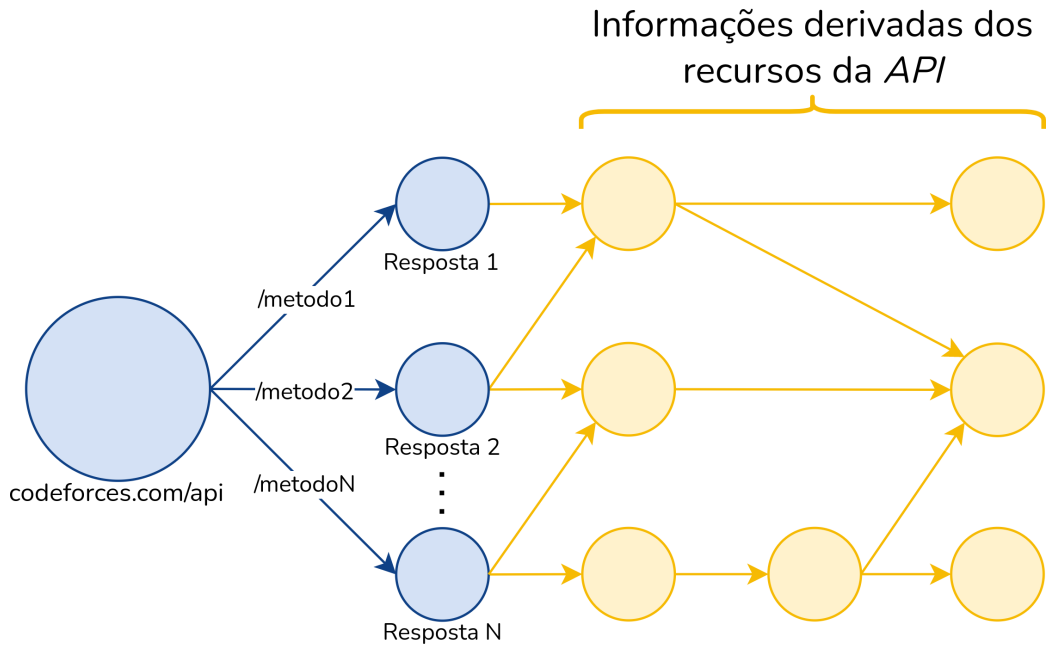 Informações derivadas dos
recursos da API
Resposta 1
/metodo1
/metodo2
Resposta 2
/metodoN
codeforces.com/api
Resposta N